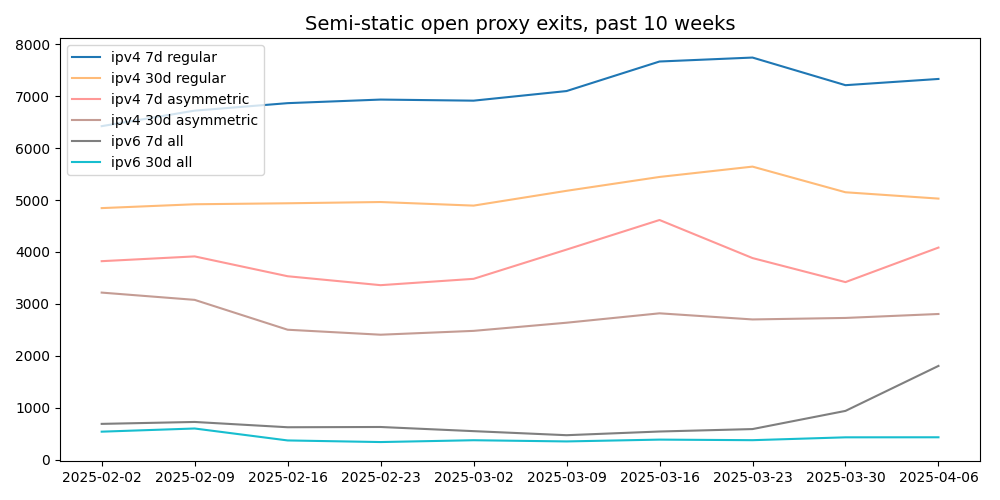 Semi-static open proxy exits, past 10 weeks
8000
7000
6000
5000
4000
3000
2000
1000
0
ipv4 7d regular
ipv4 30d regular
ipv4 7d asymmetric
ipv4 30d asymmetric
ipv6 7d all
ipv6 30d all
2025-02-02 2025-02-09 2025-02-16 2025-02-23 2025-03-02 2025-03-09 2025-03-16 2025-03-23 2025-03-30 2025-04-06